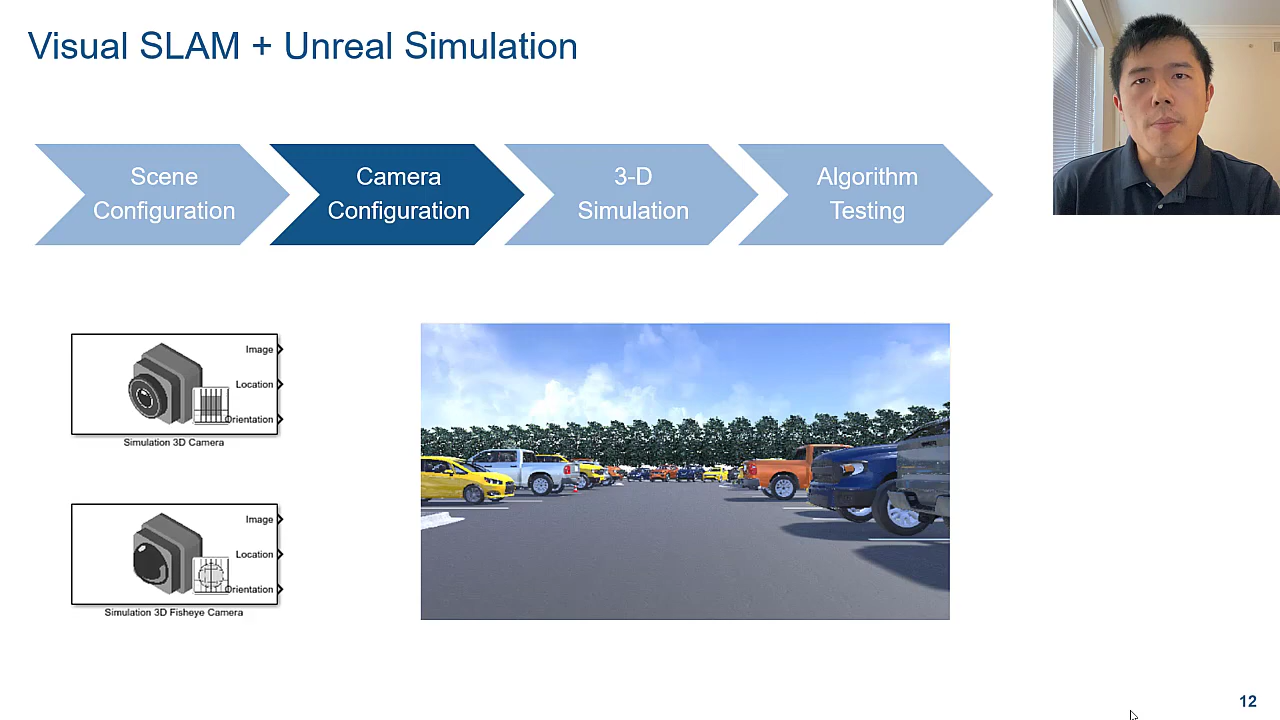 Visual SLAM + Unreal Simulation
Scene
Configuration
Camera
Configuration
3-D
Simulation
Algorithm
Testing
Image
Location
Orientation
Simulation 3D Camera
Image
Location
Orientation
Simulation 3D Fisheye Camera
12